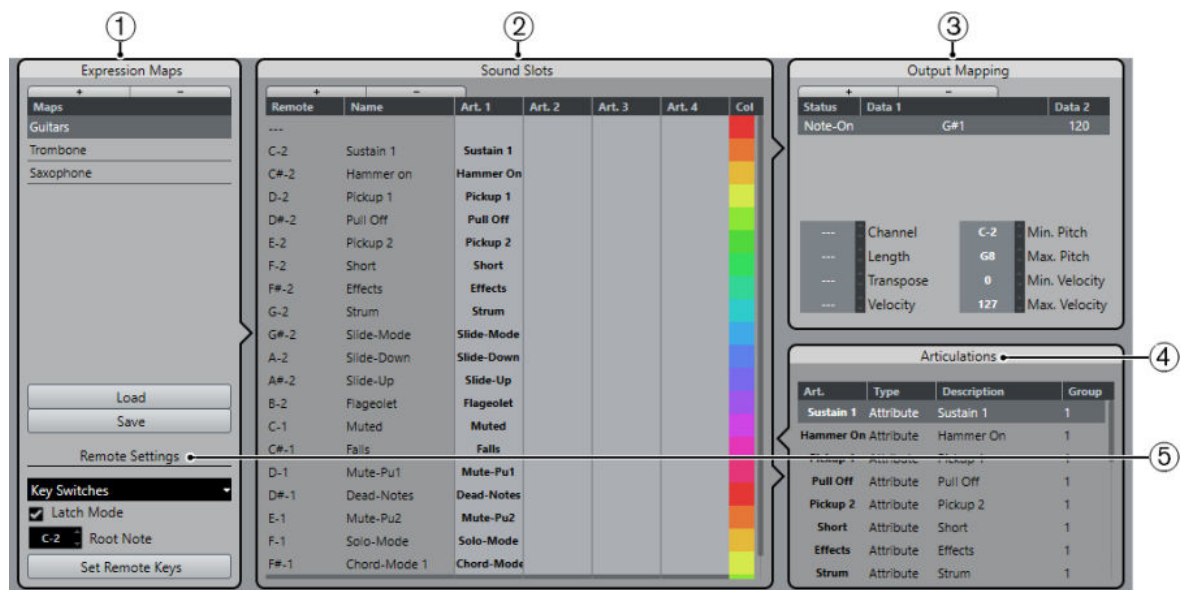 1 2 3
Expression Maps
+ -
Maps
Guitars
Trombone
Saxophone
Load
Save
Remote Settings
Key Switches
Latch Mode
C-2 Root Note
Set Remote Keys
Sound Slots
+ -
Remote Name Art. 1 Art. 2 Art. 3 Art. 4 Col
---
C-2 Sustain 1 Sustain 1
C#-2 Hammer on Hammer On
D-2 Pickup 1 Pickup 1
D#-2 Pull Off Pull Off
E-2 Pickup 2 Pickup 2
F-2 Short Short
F#-2 Effects Effects
G-2 Strum Strum
G#-2 Slide-Mode Slide-Mode
A-2 Slide-Down Slide-Down
A#-2 Slide-Up Slide-Up
B-2 Flageolet Flageolet
C-1 Muted Muted
C#-1 Falls Falls
D-1 Mute-Pu1 Mute-Pu1
D#-1 Dead-Notes Dead-Notes
E-1 Mute-Pu2 Mute-Pu2
F-1 Solo-Mode Solo-Mode
F#-1 Chord-Mode 1 Chord-Mode
Output Mapping
+ -
Status Data 1 Data 2
Note-On G#1 120
--- Channel C-2 Min. Pitch
--- Length G8 Max. Pitch
--- Transpose 0 Min. Velocity
--- Velocity 127 Max. Velocity
Articulations 4
Art. Type Description Group
Sustain 1 Attribute Sustain 1 1
Hammer On Attribute Hammer On 1
Pickup 1 Attribute Pickup 1 1
5
Pull Off Attribute Pull Off 1
Pickup 2 Attribute Pickup 2 1
Short Attribute Short 1
Effects Attribute Effects 1
Strum Attribute Strum 1